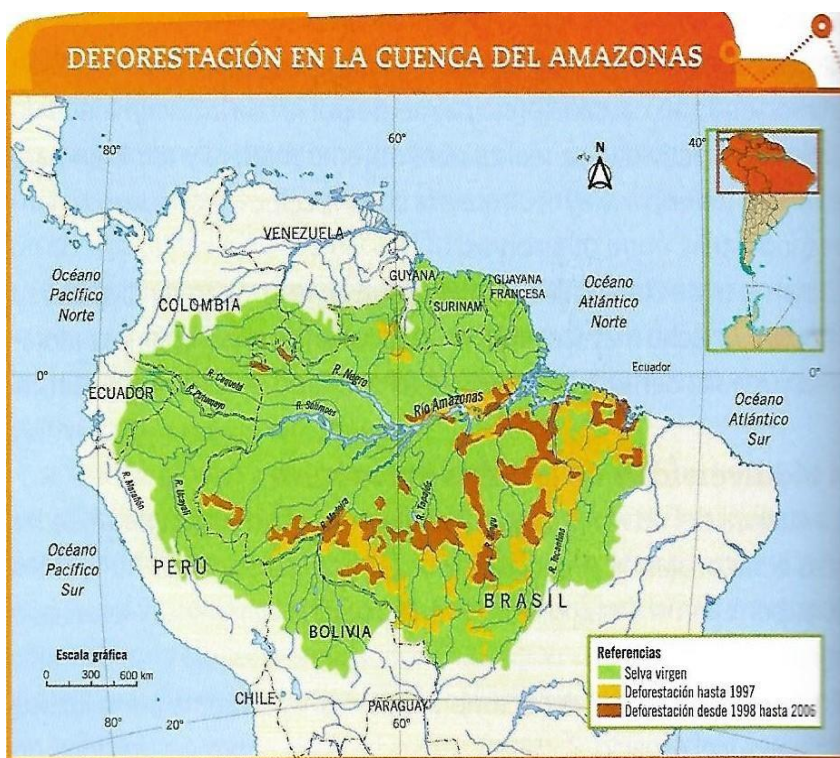 DEFORESTACIÓN EN LA CUENCA DEL AMAZONAS
80°
60°
40°
N
VENEZUELA
GUYANA
GUAYANA
FRANCESA
SURINAM
COLOMBIA
Océano
Pacífico
Norte
Océano
Atlántico
Norte
Ecuador
0°
0°
ECUADOR
R. Caquetá
R. Putumayo
R. Negro
R. Solimoes
Río Amazonas
Océano
Atlántico
Sur
R. Marañón
R. Ucayali
R. Madeira
R. Tapajós
R. Tocantins
Océano
Pacífico
Sur
PERÚ
BRASIL
BOLIVIA
Escala gráfica
0 300 600 km
CHILE
PARAGUAY
80°
20°
60°
Referencias
Selva virgen
Deforestación hasta 1997
Deforestación desde 1998 hasta 2006